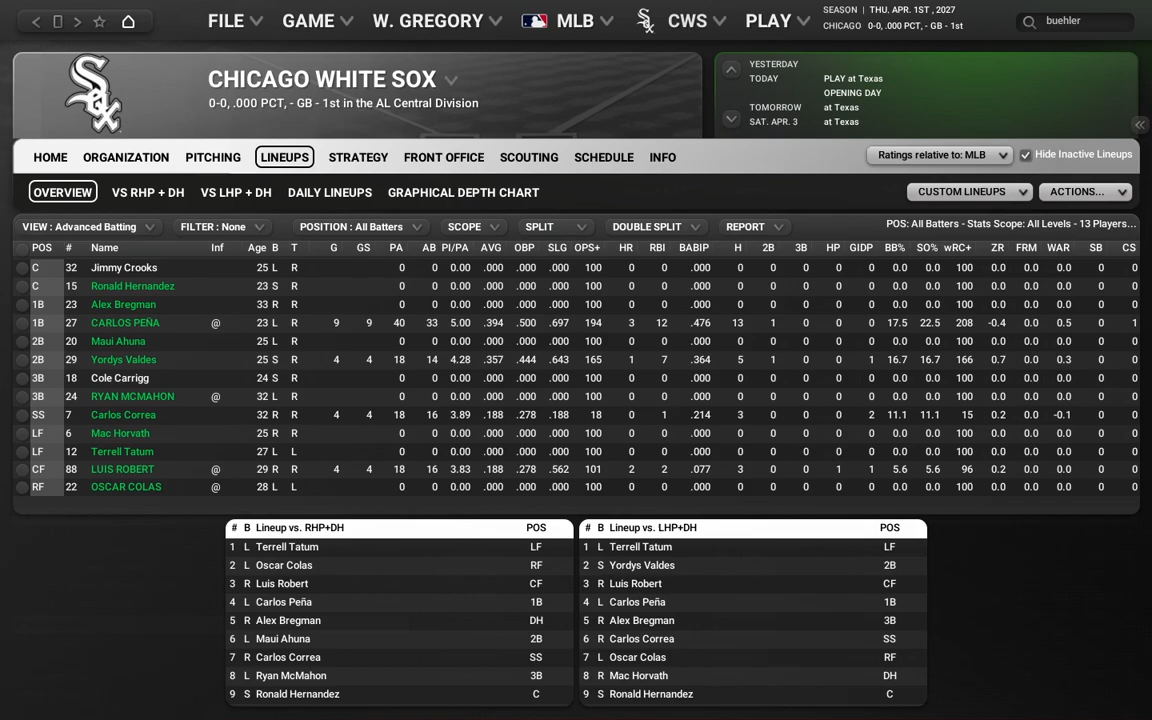 FILE GAME W. GREGORY MLB CWS PLAY
SEASON | THU. APR. 1ST , 2027
CHICAGO 0-0, .000 PCT, - GB - 1st
buehler
CHICAGO WHITE SOX
0-0, .000 PCT, - GB - 1st in the AL Central Division
YESTERDAY
TODAY PLAY at Texas
OPENING DAY
TOMORROW at Texas
SAT. APR. 3 at Texas
HOME ORGANIZATION PITCHING LINEUPS STRATEGY FRONT OFFICE SCOUTING SCHEDULE INFO
Ratings relative to: MLB Hide Inactive Lineups
OVERVIEW VS RHP + DH VS LHP + DH DAILY LINEUPS GRAPHICAL DEPTH CHART
CUSTOM LINEUPS ACTIONS...
VIEW : Advanced Batting FILTER : None POSITION : All Batters SCOPE SPLIT DOUBLE SPLIT REPORT POS: All Batters - Stats Scope: All Levels - 13 Players...
POS # Name Inf Age B T G GS PA AB PI/PA AVG OBP SLG OPS+ HR RBI BABIP H 2B 3B HP GIDP BB% SO% wRC+ ZR FRM WAR SB CS
C 32 Jimmy Crooks 25 L R 0 0 0.00 .000 .000 .000 100 0 0 .000 0 0 0 0 0 0.0 0.0 100 0.0 0.0 0.0 0 0
C 15 Ronald Hernandez 23 S R 0 0 0.00 .000 .000 .000 100 0 0 .000 0 0 0 0 0 0.0 0.0 100 0.0 0.0 0.0 0 0
1B 23 Alex Bregman 33 R R 0 0 0.00 .000 .000 .000 100 0 0 .000 0 0 0 0 0 0.0 0.0 100 0.0 0.0 0.0 0 0
1B 27 CARLOS PEÑA @ 23 L R 9 9 40 33 5.00 .394 .500 .697 194 3 12 .476 13 1 0 0 0 17.5 22.5 208 -0.4 0.0 0.5 0 1
2B 20 Maui Ahuna 25 L R 0 0 0.00 .000 .000 .000 100 0 0 .000 0 0 0 0 0 0.0 0.0 100 0.0 0.0 0.0 0 0
2B 29 Yordys Valdes 25 S R 4 4 18 14 4.28 .357 .444 .643 165 1 7 .364 5 1 0 0 1 16.7 16.7 166 0.7 0.0 0.3 0 0
3B 18 Cole Carrigg 24 S R 0 0 0.00 .000 .000 .000 100 0 0 .000 0 0 0 0 0 0.0 0.0 100 0.0 0.0 0.0 0 0
3B 24 RYAN MCMAHON @ 32 L R 0 0 0.00 .000 .000 .000 100 0 0 .000 0 0 0 0 0 0.0 0.0 100 0.0 0.0 0.0 0 0
SS 7 Carlos Correa 32 R R 4 4 18 16 3.89 .188 .278 .188 18 0 1 .214 3 0 0 0 2 11.1 11.1 15 0.2 0.0 -0.1 0 0
LF 6 Mac Horvath 25 R R 0 0 0.00 .000 .000 .000 100 0 0 .000 0 0 0 0 0 0.0 0.0 100 0.0 0.0 0.0 0 0
LF 12 Terrell Tatum 27 L L 0 0 0.00 .000 .000 .000 100 0 0 .000 0 0 0 0 0 0.0 0.0 100 0.0 0.0 0.0 0 0
CF 88 LUIS ROBERT @ 29 R R 4 4 18 16 3.83 .188 .278 .562 101 2 2 .077 3 0 0 1 1 5.6 5.6 96 0.2 0.0 0.0 0 0
RF 22 OSCAR COLAS @ 28 L L 0 0 0.00 .000 .000 .000 100 0 0 .000 0 0 0 0 0 0.0 0.0 100 0.0 0.0 0.0 0 0
# B Lineup vs. RHP+DH POS
1 L Terrell Tatum LF
2 L Oscar Colas RF
3 R Luis Robert CF
4 L Carlos Peña 1B
5 R Alex Bregman DH
6 L Maui Ahuna 2B
7 R Carlos Correa SS
8 L Ryan McMahon 3B
9 S Ronald Hernandez C
# B Lineup vs. LHP+DH POS
1 L Terrell Tatum LF
2 S Yordys Valdes 2B
3 R Luis Robert CF
4 L Carlos Peña 1B
5 R Alex Bregman 3B
6 R Carlos Correa SS
7 L Oscar Colas RF
8 R Mac Horvath DH
9 S Ronald Hernandez C